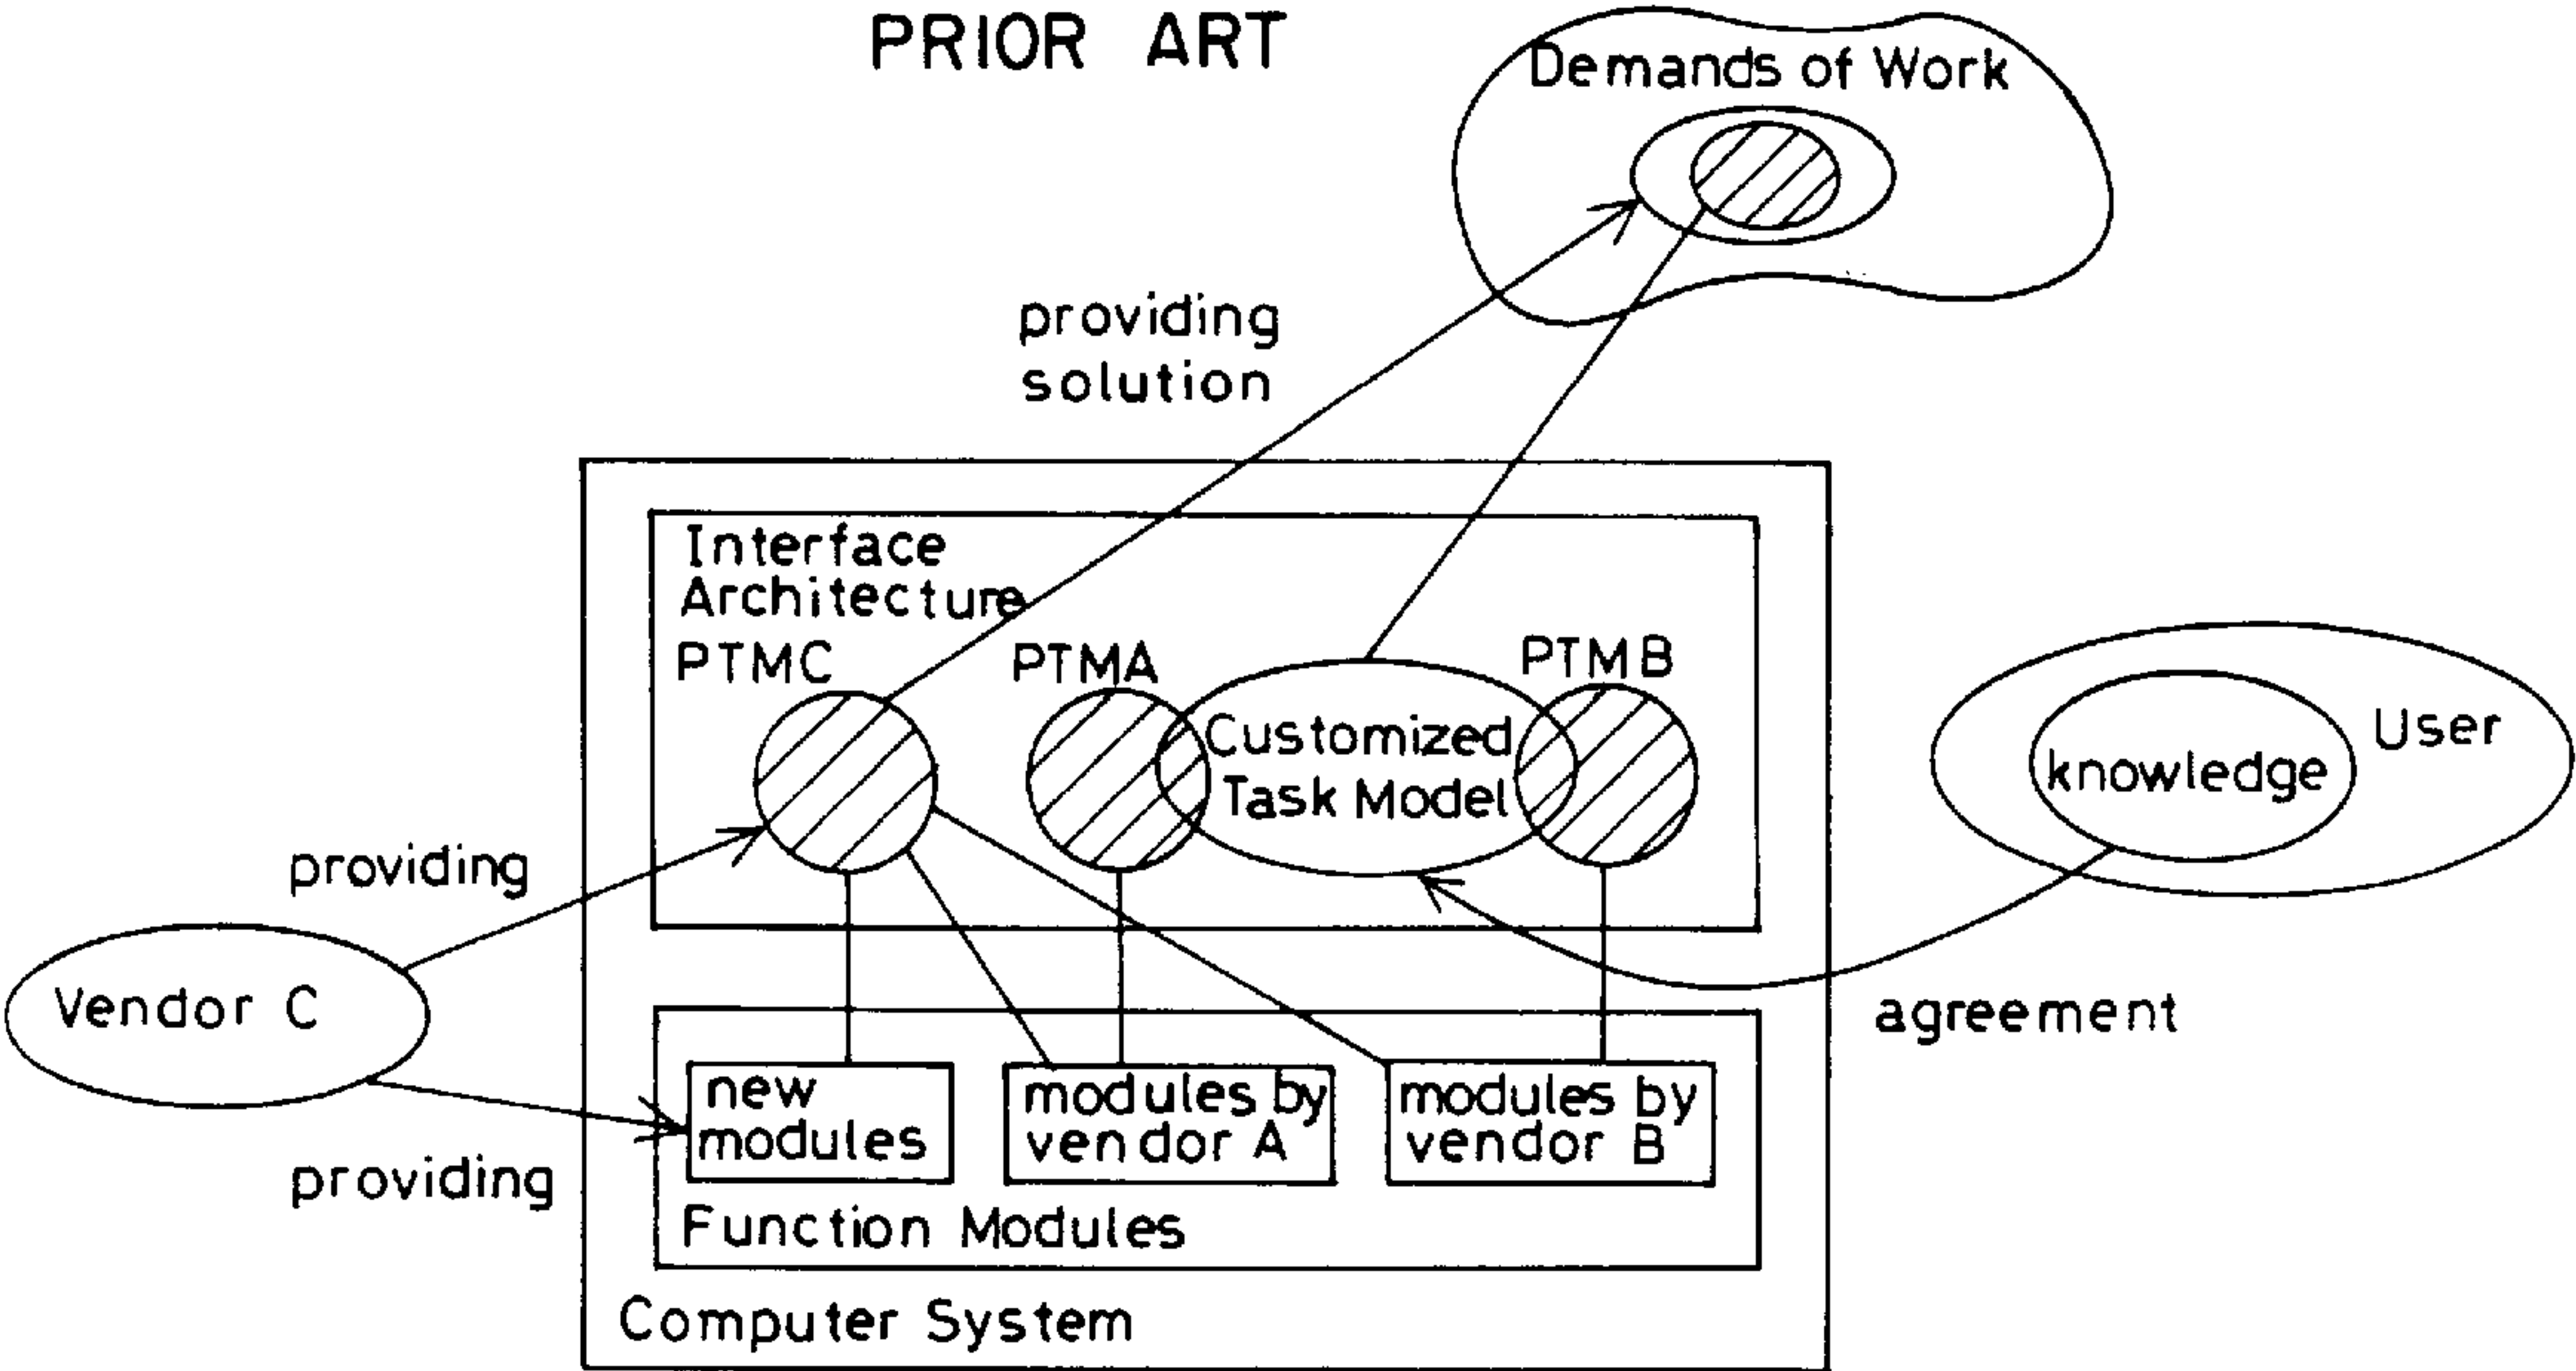 PRIOR ART
Demands of Work
providing
solution
Interface
Architecture
PTMC
PTMA
PTMB
Customized
Task Model
User
knowledge
providing
Vendor C
agreement
new
modules
modules by
vendor A
modules by
vendor B
providing
Function Modules
Computer System